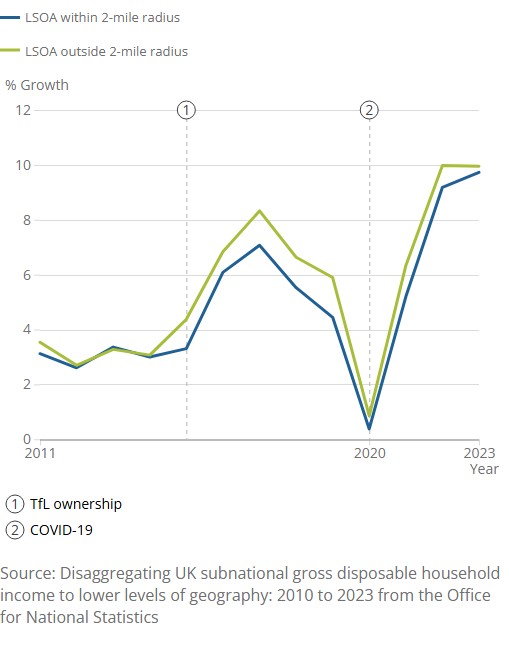 LSOA within 2-mile radius
LSOA outside 2-mile radius
% Growth
1
2
12
10
8
6
4
2
0
2011
2020
2023
Year
1 TfL ownership
2 COVID-19
Source: Disaggregating UK subnational gross disposable household
income to lower levels of geography: 2010 to 2023 from the Office
for National Statistics